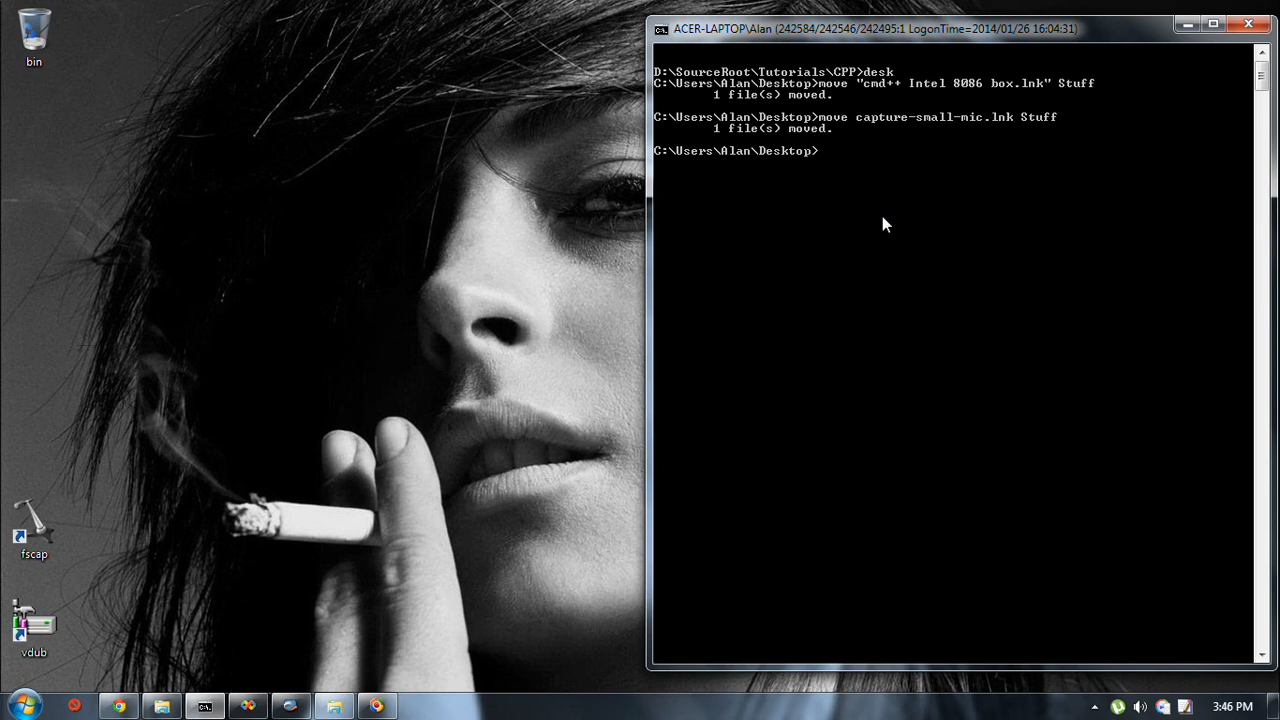 bin
fscap
vdub
ACER-LAPTOP\Alan (242584/242546/242495:1 LogonTime=2014/01/26 16:04:31)
D:\SourceRoot\Tutorials\CPP>desk
C:\Users\Alan\Desktop>move "cmd++ Intel 8086 box.lnk" Stuff
1 file(s) moved.
C:\Users\Alan\Desktop>move capture-small-mic.lnk Stuff
1 file(s) moved.
C:\Users\Alan\Desktop>
3:46 PM